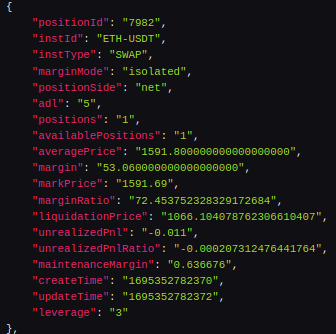 {
"positionId": "7982",
"instId": "ETH-USDT",
"instType": "SWAP",
"marginMode": "isolated",
"positionSide": "net",
"adl": "5",
"positions": "1",
"availablePositions": "1",
"averagePrice": "1591.800000000000000000",
"margin": "53.060000000000000000",
"markPrice": "1591.69",
"marginRatio": "72.453752328329172684",
"liquidationPrice": "1066.104078762306610407",
"unrealizedPnl": "-0.011",
"unrealizedPnlRatio": "-0.000207312476441764",
"maintenanceMargin": "0.636676",
"createTime": "1695352782370",
"updateTime": "1695352782372",
"leverage": "3"
},